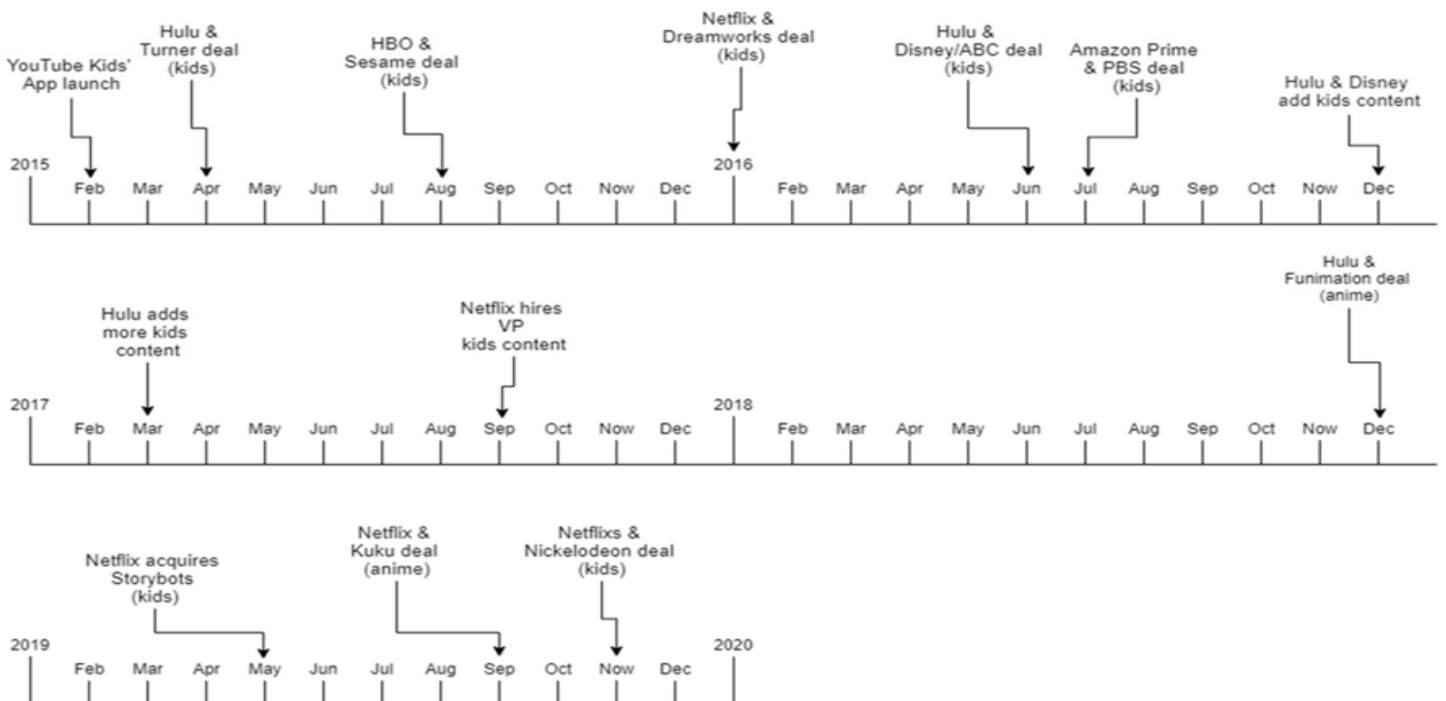 YouTube Kids'
App launch
Hulu &
Turner deal
(kids)
HBO &
Sesame deal
(kids)
Netflix &
Dreamworks deal
(kids)
Hulu &
Disney/ABC deal
(kids)
Amazon Prime
& PBS deal
(kids)
Hulu & Disney
add kids content
2015
Feb Mar Apr May Jun Jul Aug Sep Oct Now Dec
2016
Feb Mar Apr May Jun Jul Aug Sep Oct Now Dec
Hulu adds
more kids
content
Netflix hires
VP
kids content
Hulu &
Funimation deal
(anime)
2017
Feb Mar Apr May Jun Jul Aug Sep Oct Now Dec
2018
Feb Mar Apr May Jun Jul Aug Sep Oct Now Dec
Netflix acquires
Storybots
(kids)
Netflix &
Kuku deal
(anime)
Netflixs &
Nickelodeon deal
(kids)
2019
Feb Mar Apr May Jun Jul Aug Sep Oct Now Dec
2020